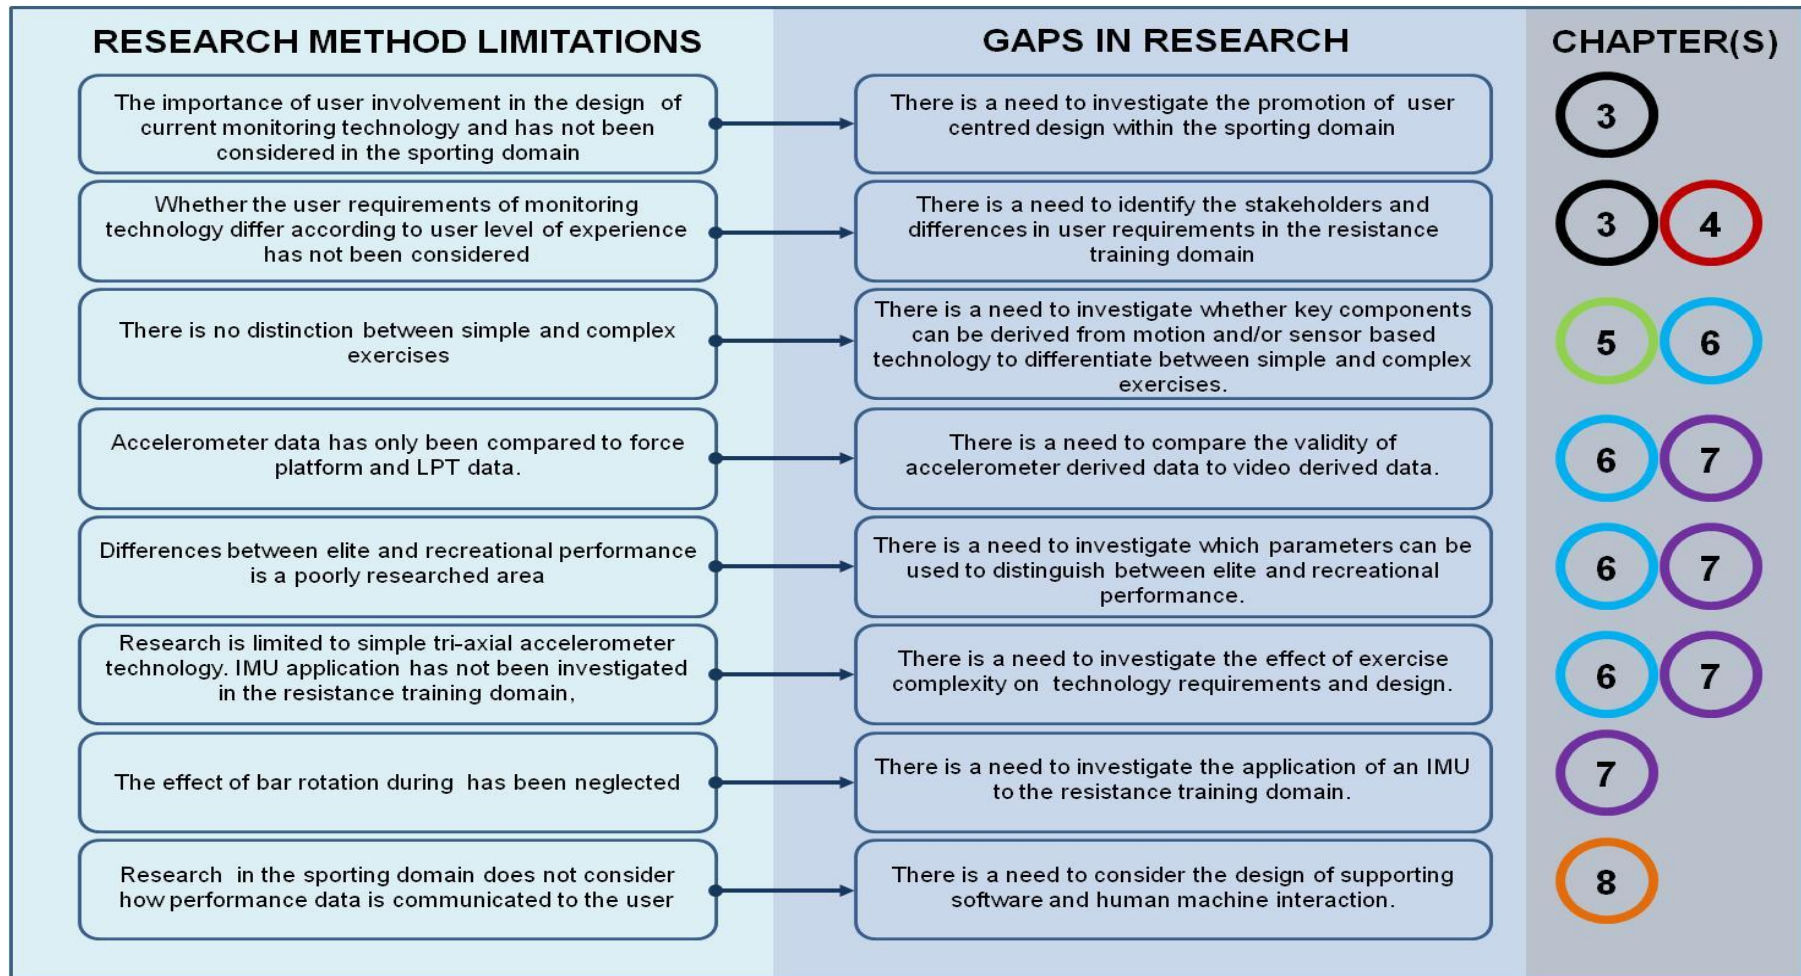 RESEARCH METHOD LIMITATIONS
GAPS IN RESEARCH
CHAPTER(S)
The importance of user involvement in the design of
current monitoring technology and has not been
considered in the sporting domain
There is a need to investigate the promotion of user
centred design within the sporting domain
3
Whether the user requirements of monitoring
technology differ according to user level of experience
has not been considered
There is a need to identify the stakeholders and
differences in user requirements in the resistance
training domain
3
4
There is no distinction between simple and complex
exercises
There is a need to investigate whether key components
can be derived from motion and/or sensor based
technology to differentiate between simple and complex
exercises.
5
6
Accelerometer data has only been compared to force
platform and LPT data.
There is a need to compare the validity of
accelerometer derived data to video derived data.
6
7
Differences between elite and recreational performance
is a poorly researched area
There is a need to investigate which parameters can be
used to distinguish between elite and recreational
performance.
6
7
Research is limited to simple tri-axial accelerometer
technology. IMU application has not been investigated
in the resistance training domain,
There is a need to investigate the effect of exercise
complexity on technology requirements and design.
6
7
The effect of bar rotation during has been neglected
There is a need to investigate the application of an IMU
to the resistance training domain.
7
Research in the sporting domain does not consider
how performance data is communicated to the user
There is a need to consider the design of supporting
software and human machine interaction.
8